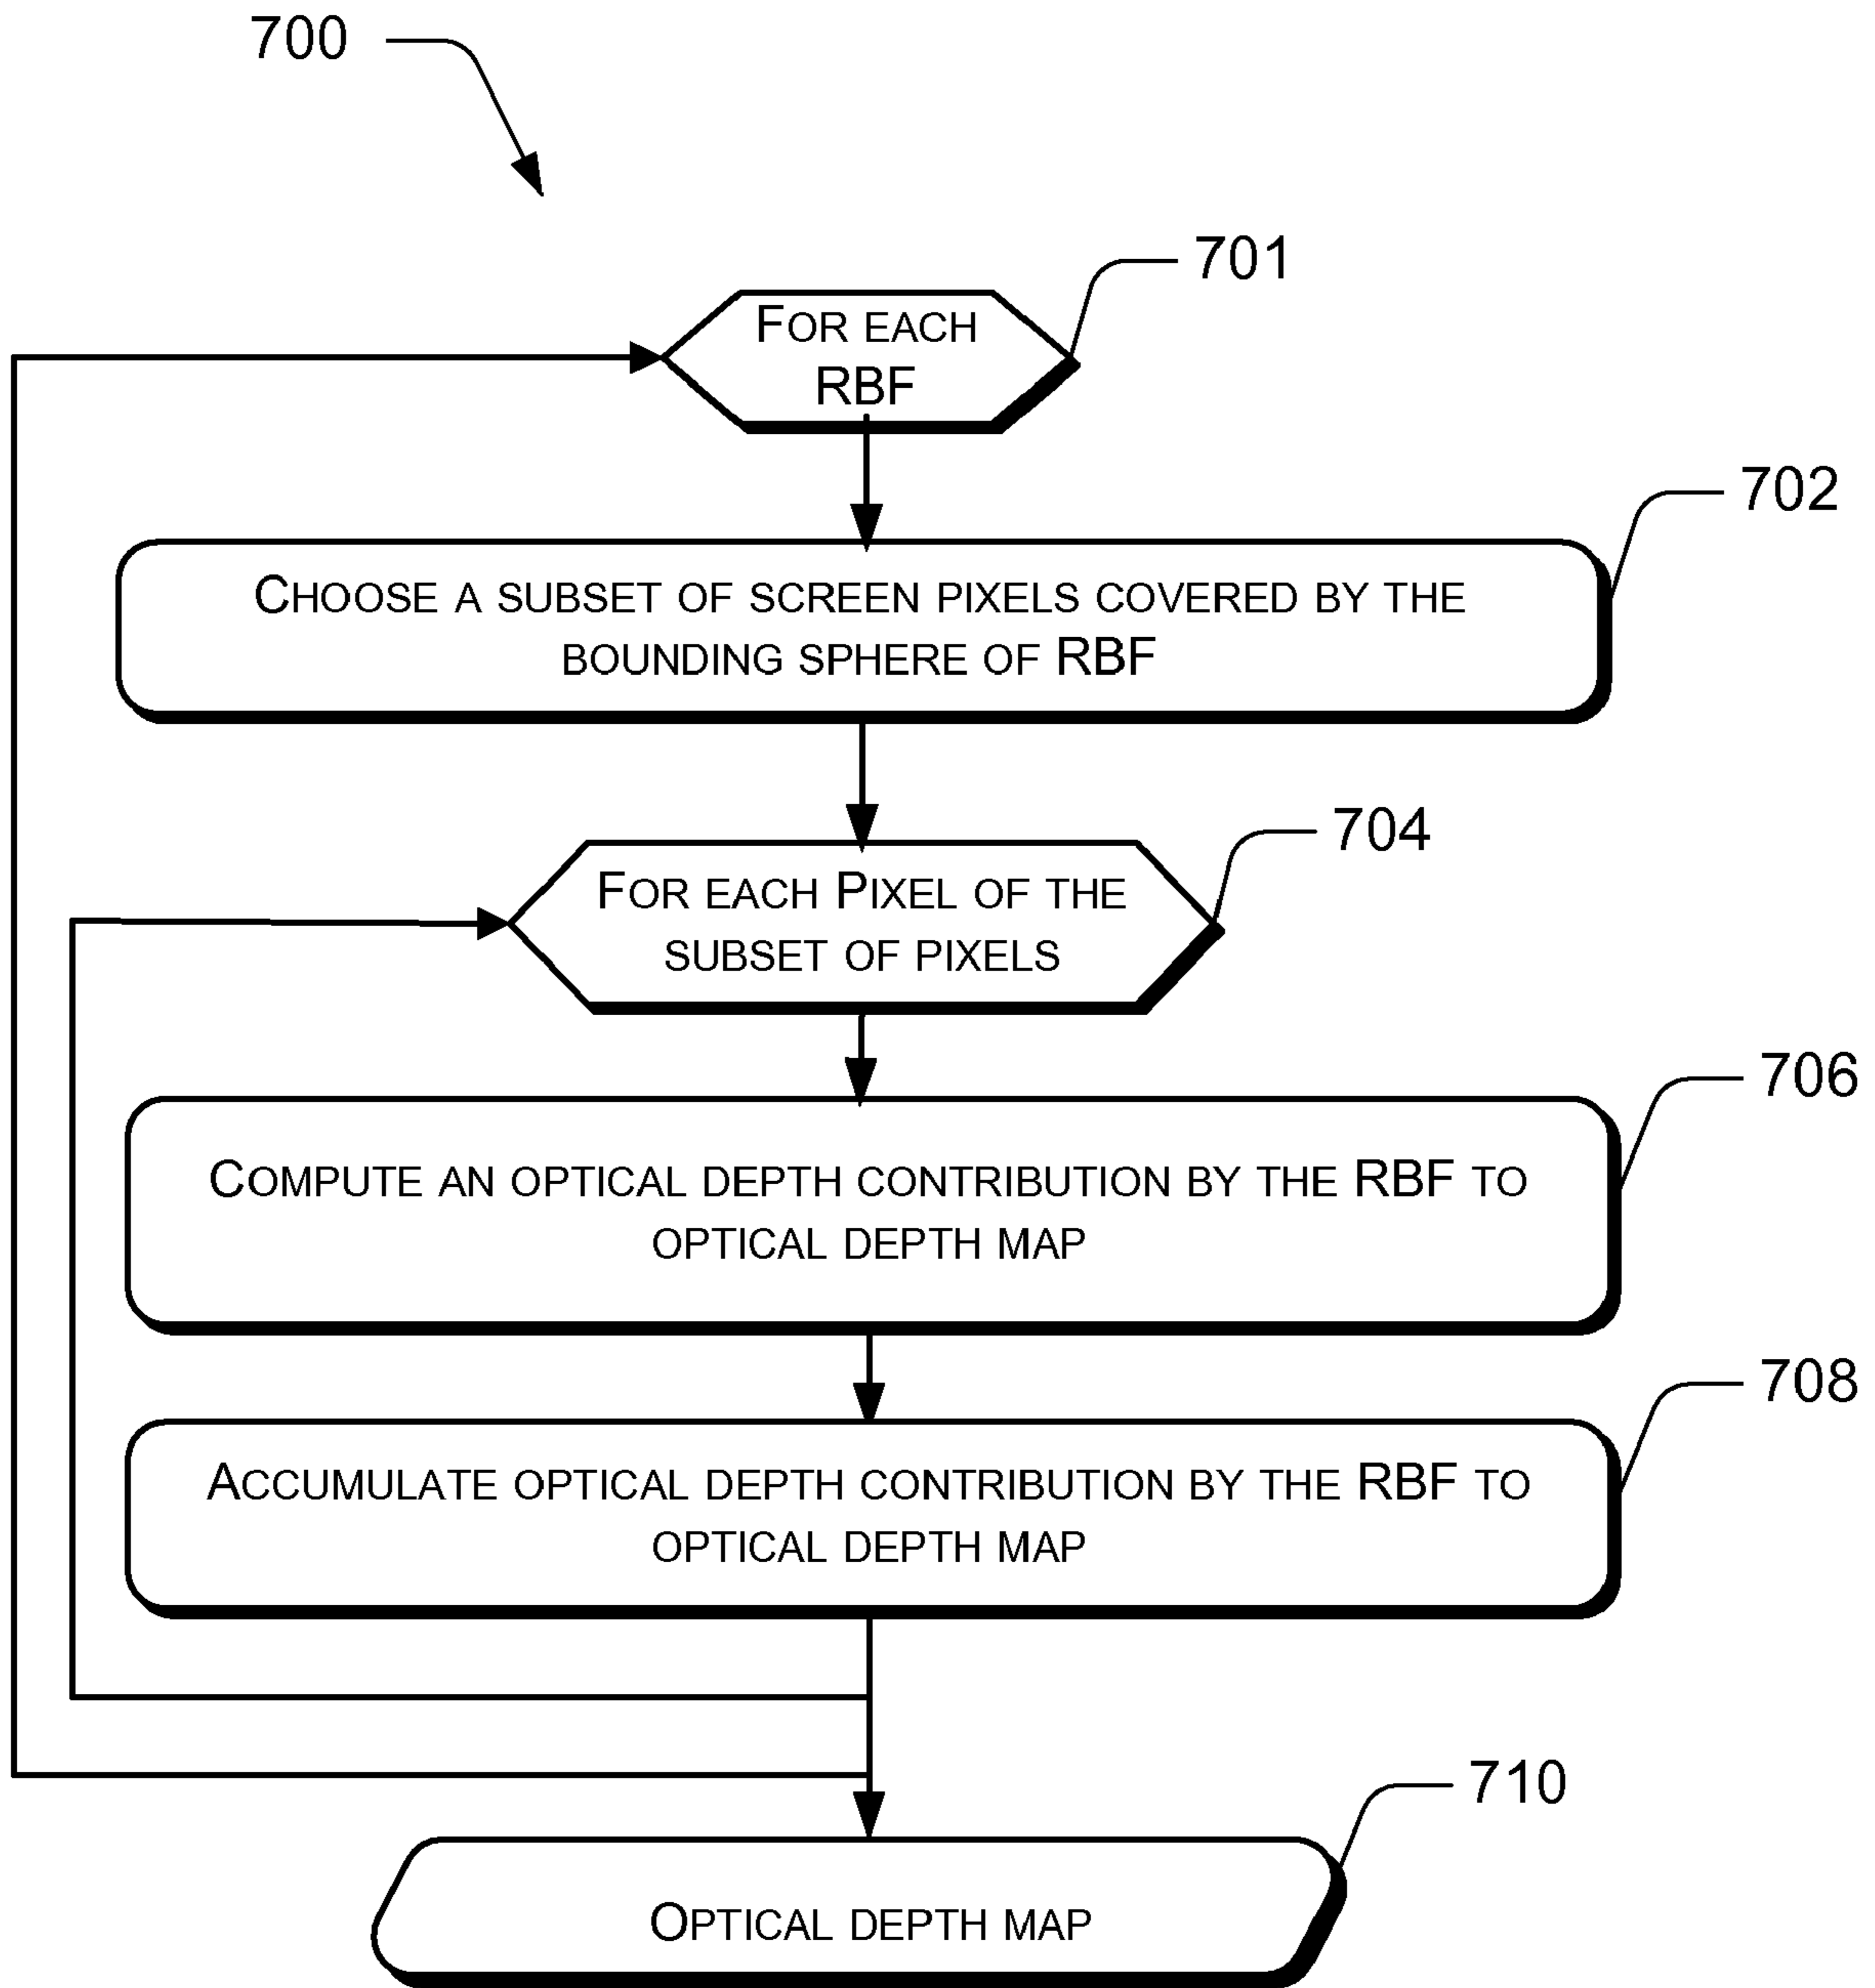 700
701
FOR EACH
RBF
702
CHOOSE A SUBSET OF SCREEN PIXELS COVERED BY THE
BOUNDING SPHERE OF RBF
704
FOR EACH PIXEL OF THE
SUBSET OF PIXELS
706
COMPUTE AN OPTICAL DEPTH CONTRIBUTION BY THE RBF TO
OPTICAL DEPTH MAP
708
ACCUMULATE OPTICAL DEPTH CONTRIBUTION BY THE RBF TO
OPTICAL DEPTH MAP
710
OPTICAL DEPTH MAP